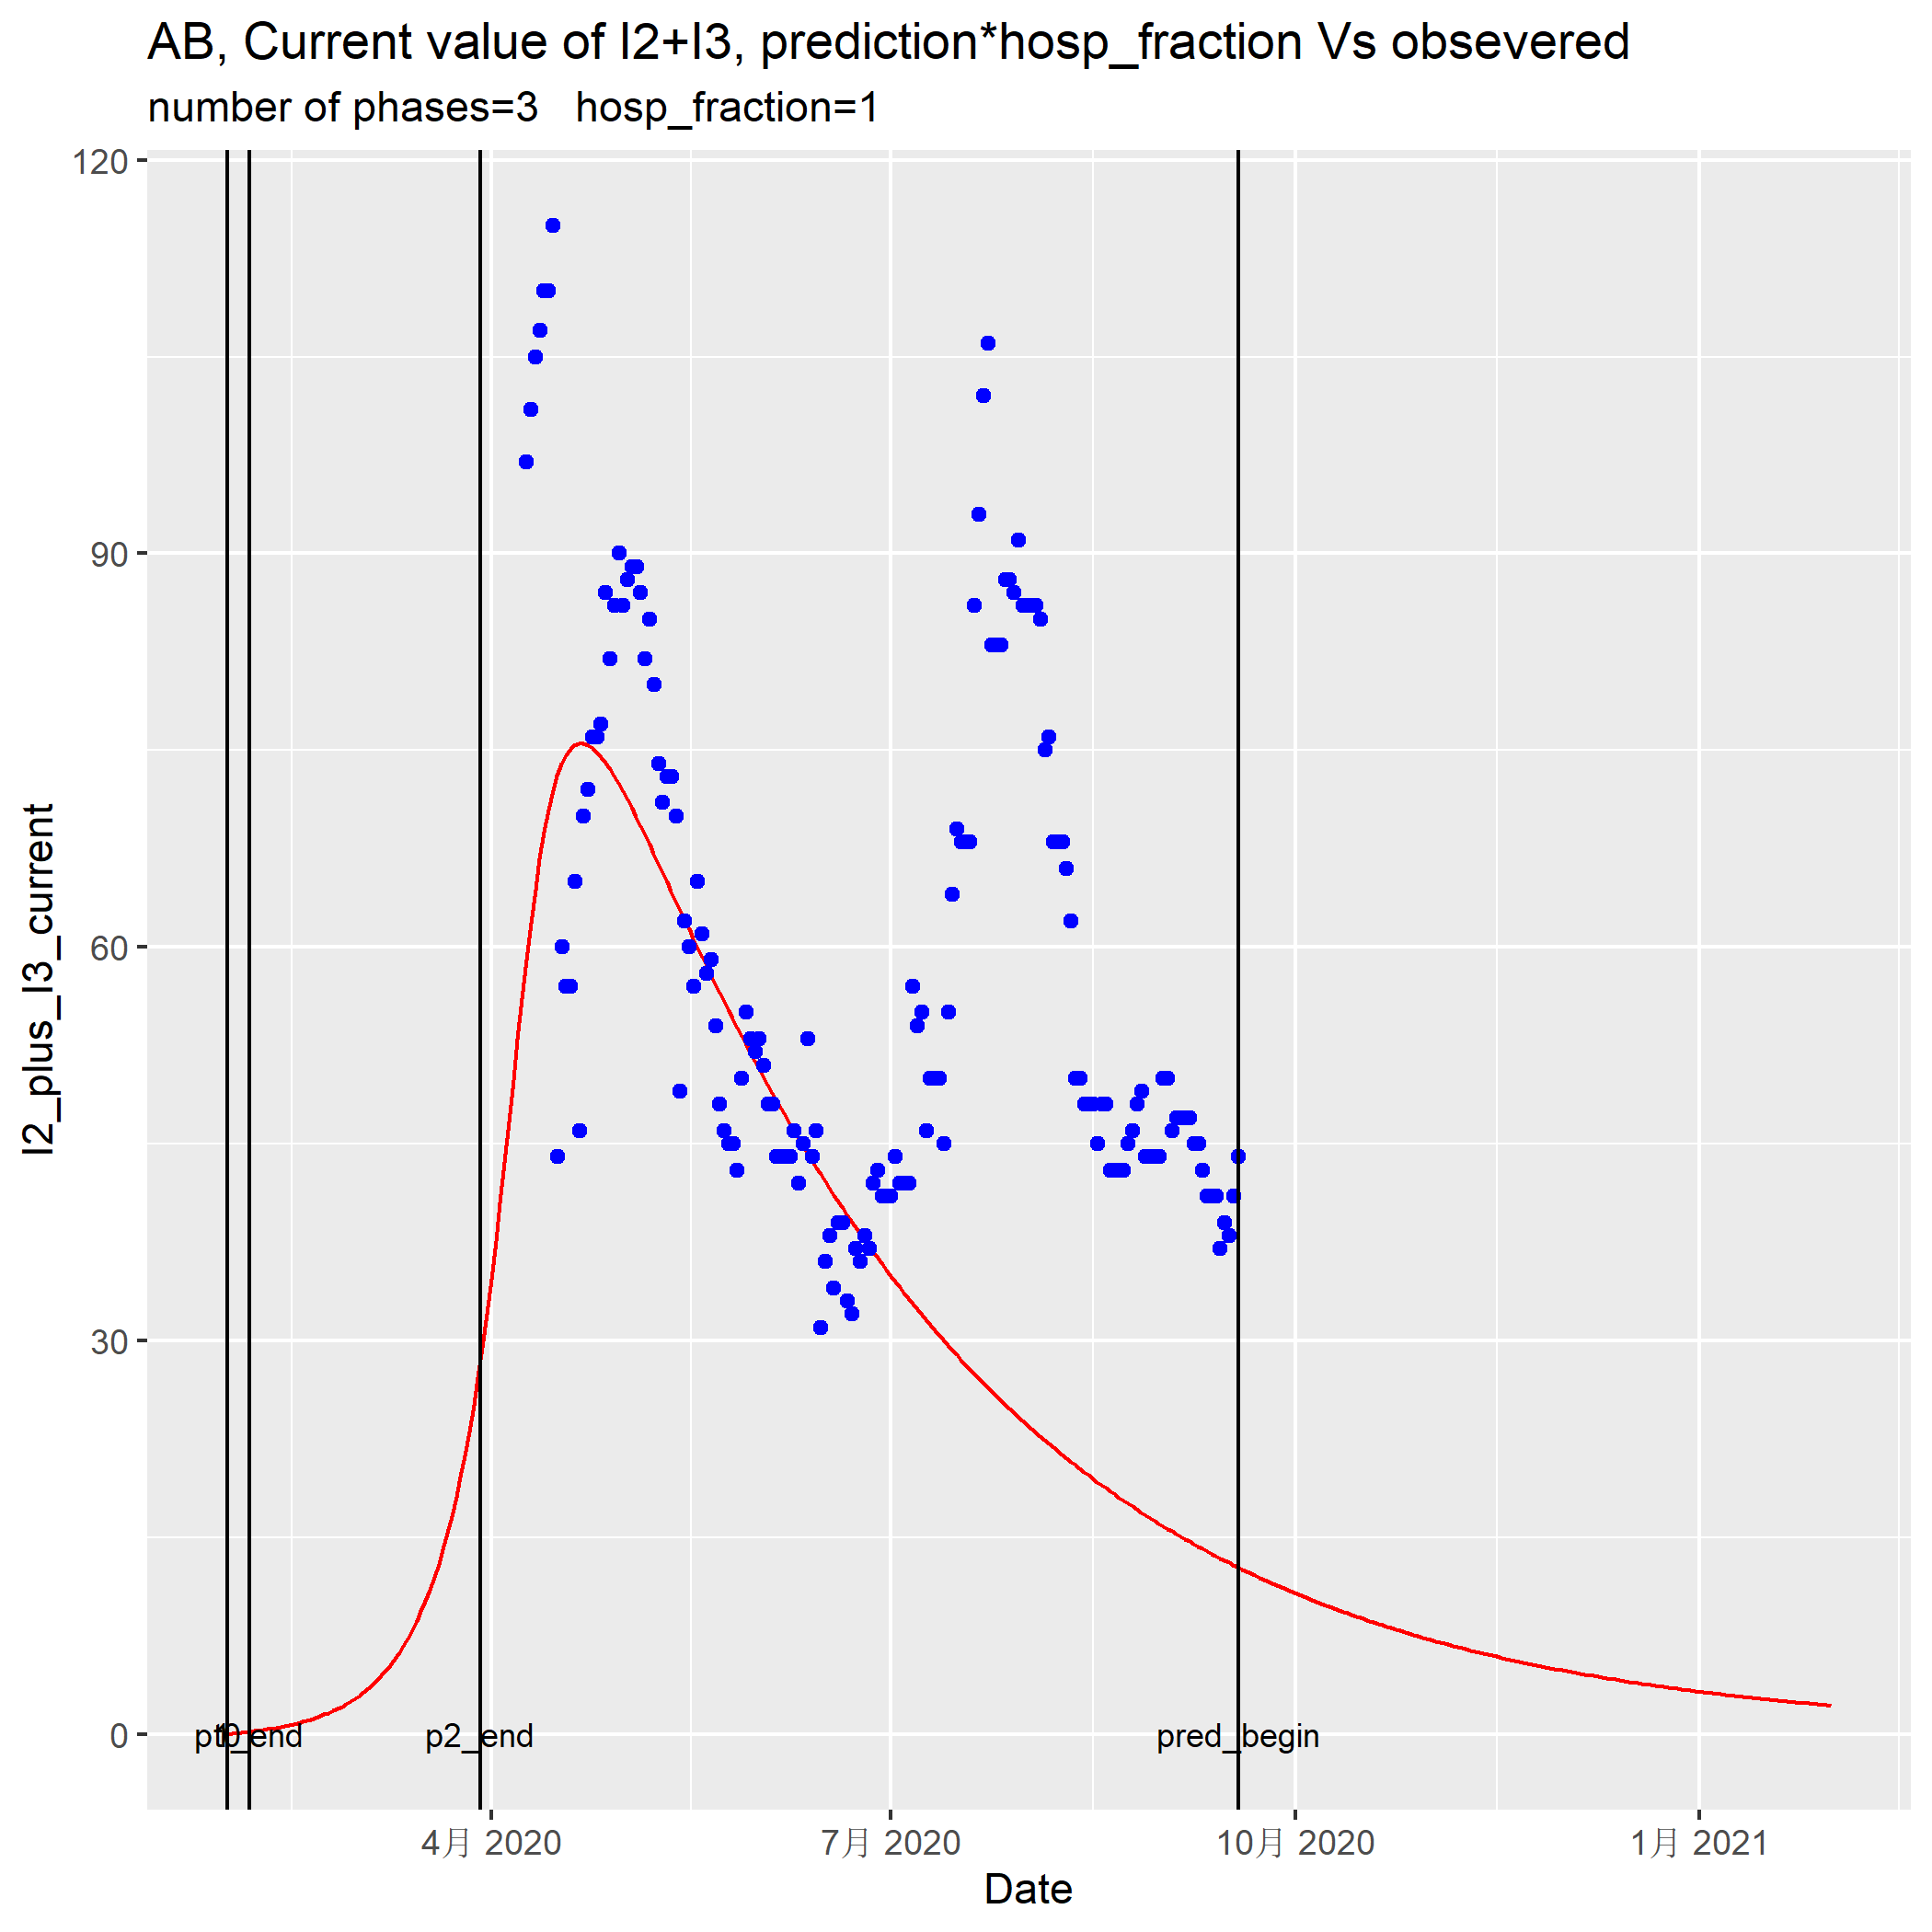 AB, Current value of I2+I3, prediction*hosp_fraction Vs obsevered
number of phases=3 hosp_fraction=1
I2_plus_I3_current
120
90
60
30
0
p2_end
pred_begin
4月 2020
7月 2020
10月 2020
1月 2021
Date